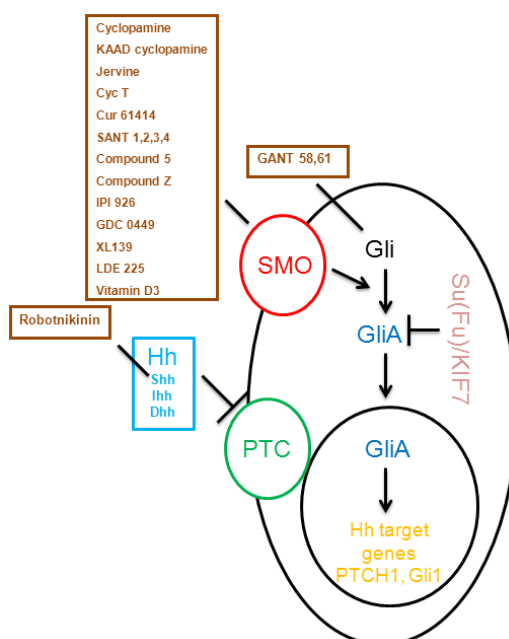 Cyclopamine
KAAD cyclopamine
Jervine
Cyc T
Cur 61414
SANT 1,2,3,4
Compound 5
Compound Z
IPI 926
GDC 0449
XL139
LDE 225
Vitamin D3
GANT 58,61
SMO
Gli
GliA
Su(Fu)/KIF7
Robotnikinin
Hh
Shh
Ihh
Dhh
PTC
GliA
Hh target
genes
PTCH1, Gli1